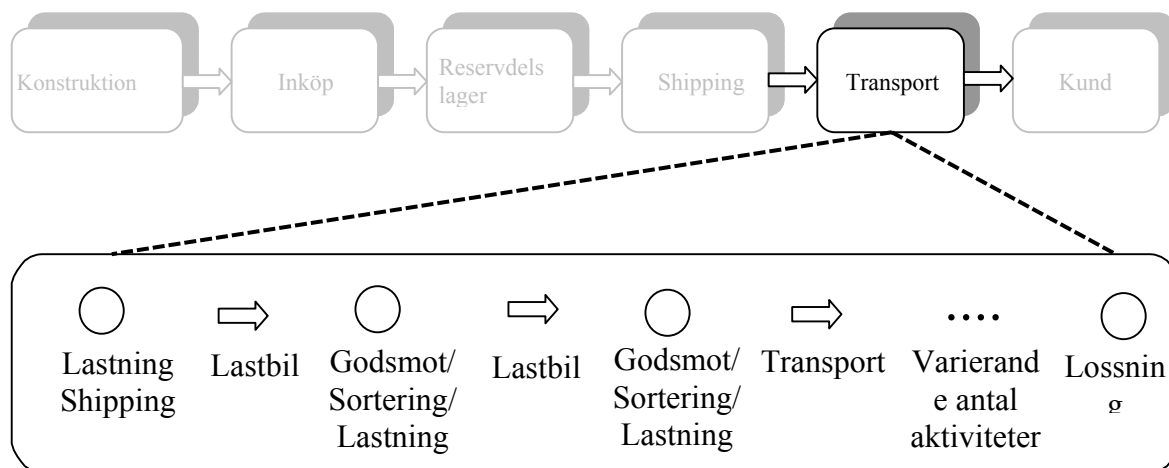 Konstruktion
Inköp
Reservdels
lager
Shipping
Transport
Kund
Lastning
Shipping
Lastbil
Godsmot/
Sortering/
Lastning
Lastbil
Godsmot/
Sortering/
Lastning
Transport
....
Varierand
e antal
aktiviteter
Lossnin
g